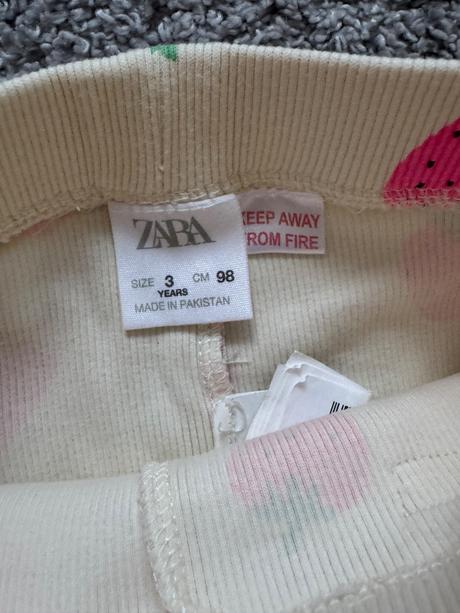 ZARA
SIZE 3 CM 98
YEARS
MADE IN PAKISTAN
KEEP AWAY
FROM FIRE